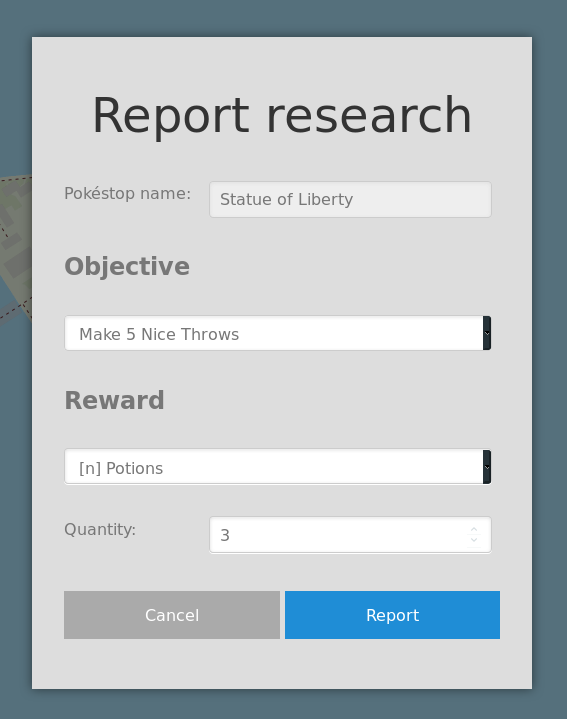 Report research
Pokéstop name:
Statue of Liberty
Objective
Make 5 Nice Throws
Reward
[n] Potions
Quantity:
3
Cancel
Report